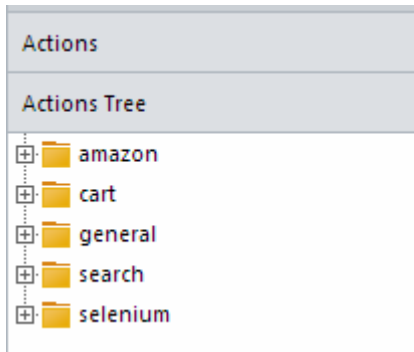 Actions
Actions Tree
amazon
cart
general
search
selenium